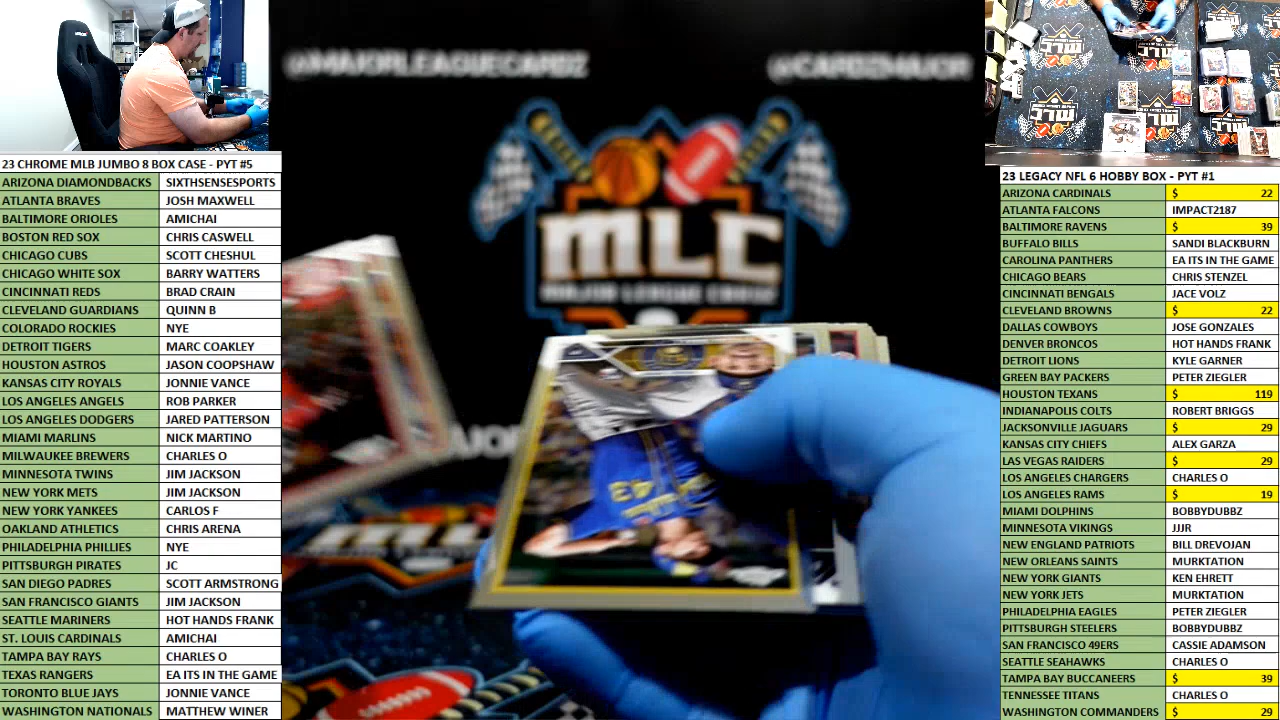 @MAJORLEAGUECARDZ
@CARDZMAJOR
MLC
MAJOR LEAGUE CARDZ
23 CHROME MLB JUMBO 8 BOX CASE - PYT #5
ARIZONA DIAMONDBACKS SIXTHSENSESPORTS
ATLANTA BRAVES JOSH MAXWELL
BALTIMORE ORIOLES AMICHAI
BOSTON RED SOX CHRIS CASWELL
CHICAGO CUBS SCOTT CHESHUL
CHICAGO WHITE SOX BARRY WATTERS
CINCINNATI REDS BRAD CRAIN
CLEVELAND GUARDIANS QUINN B
COLORADO ROCKIES NYE
DETROIT TIGERS MARC COAKLEY
HOUSTON ASTROS JASON COOPSHAW
KANSAS CITY ROYALS JONNIE VANCE
LOS ANGELES ANGELS ROB PARKER
LOS ANGELES DODGERS JARED PATTERSON
MIAMI MARLINS NICK MARTINO
MILWAUKEE BREWERS CHARLES O
MINNESOTA TWINS JIM JACKSON
NEW YORK METS JIM JACKSON
NEW YORK YANKEES CARLOS F
OAKLAND ATHLETICS CHRIS ARENA
PHILADELPHIA PHILLIES NYE
PITTSBURGH PIRATES JC
SAN DIEGO PADRES SCOTT ARMSTRONG
SAN FRANCISCO GIANTS JIM JACKSON
SEATTLE MARINERS HOT HANDS FRANK
ST. LOUIS CARDINALS AMICHAI
TAMPA BAY RAYS CHARLES O
TEXAS RANGERS EA ITS IN THE GAME
TORONTO BLUE JAYS JONNIE VANCE
WASHINGTON NATIONALS MATTHEW WINER
23 LEGACY NFL 6 HOBBY BOX - PYT #1
ARIZONA CARDINALS $ 22
ATLANTA FALCONS IMPACT2187
BALTIMORE RAVENS $ 39
BUFFALO BILLS SANDI BLACKBURN
CAROLINA PANTHERS EA ITS IN THE GAME
CHICAGO BEARS CHRIS STENZEL
CINCINNATI BENGALS JACE VOLZ
CLEVELAND BROWNS $ 22
DALLAS COWBOYS JOSE GONZALES
DENVER BRONCOS HOT HANDS FRANK
DETROIT LIONS KYLE GARNER
GREEN BAY PACKERS PETER ZIEGLER
HOUSTON TEXANS $ 119
INDIANAPOLIS COLTS ROBERT BRIGGS
JACKSONVILLE JAGUARS $ 29
KANSAS CITY CHIEFS ALEX GARZA
LAS VEGAS RAIDERS $ 29
LOS ANGELES CHARGERS CHARLES O
LOS ANGELES RAMS $ 19
MIAMI DOLPHINS BOBBYDUBBZ
MINNESOTA VIKINGS JJJR
NEW ENGLAND PATRIOTS BILL DREVOJAN
NEW ORLEANS SAINTS MURKTATION
NEW YORK GIANTS KEN EHRETT
NEW YORK JETS MURKTATION
PHILADELPHIA EAGLES PETER ZIEGLER
PITTSBURGH STEELERS BOBBYDUBBZ
SAN FRANCISCO 49ERS CASSIE ADAMSON
SEATTLE SEAHAWKS CHARLES O
TAMPA BAY BUCCANEERS $ 39
TENNESSEE TITANS CHARLES O
WASHINGTON COMMANDERS $ 29
43